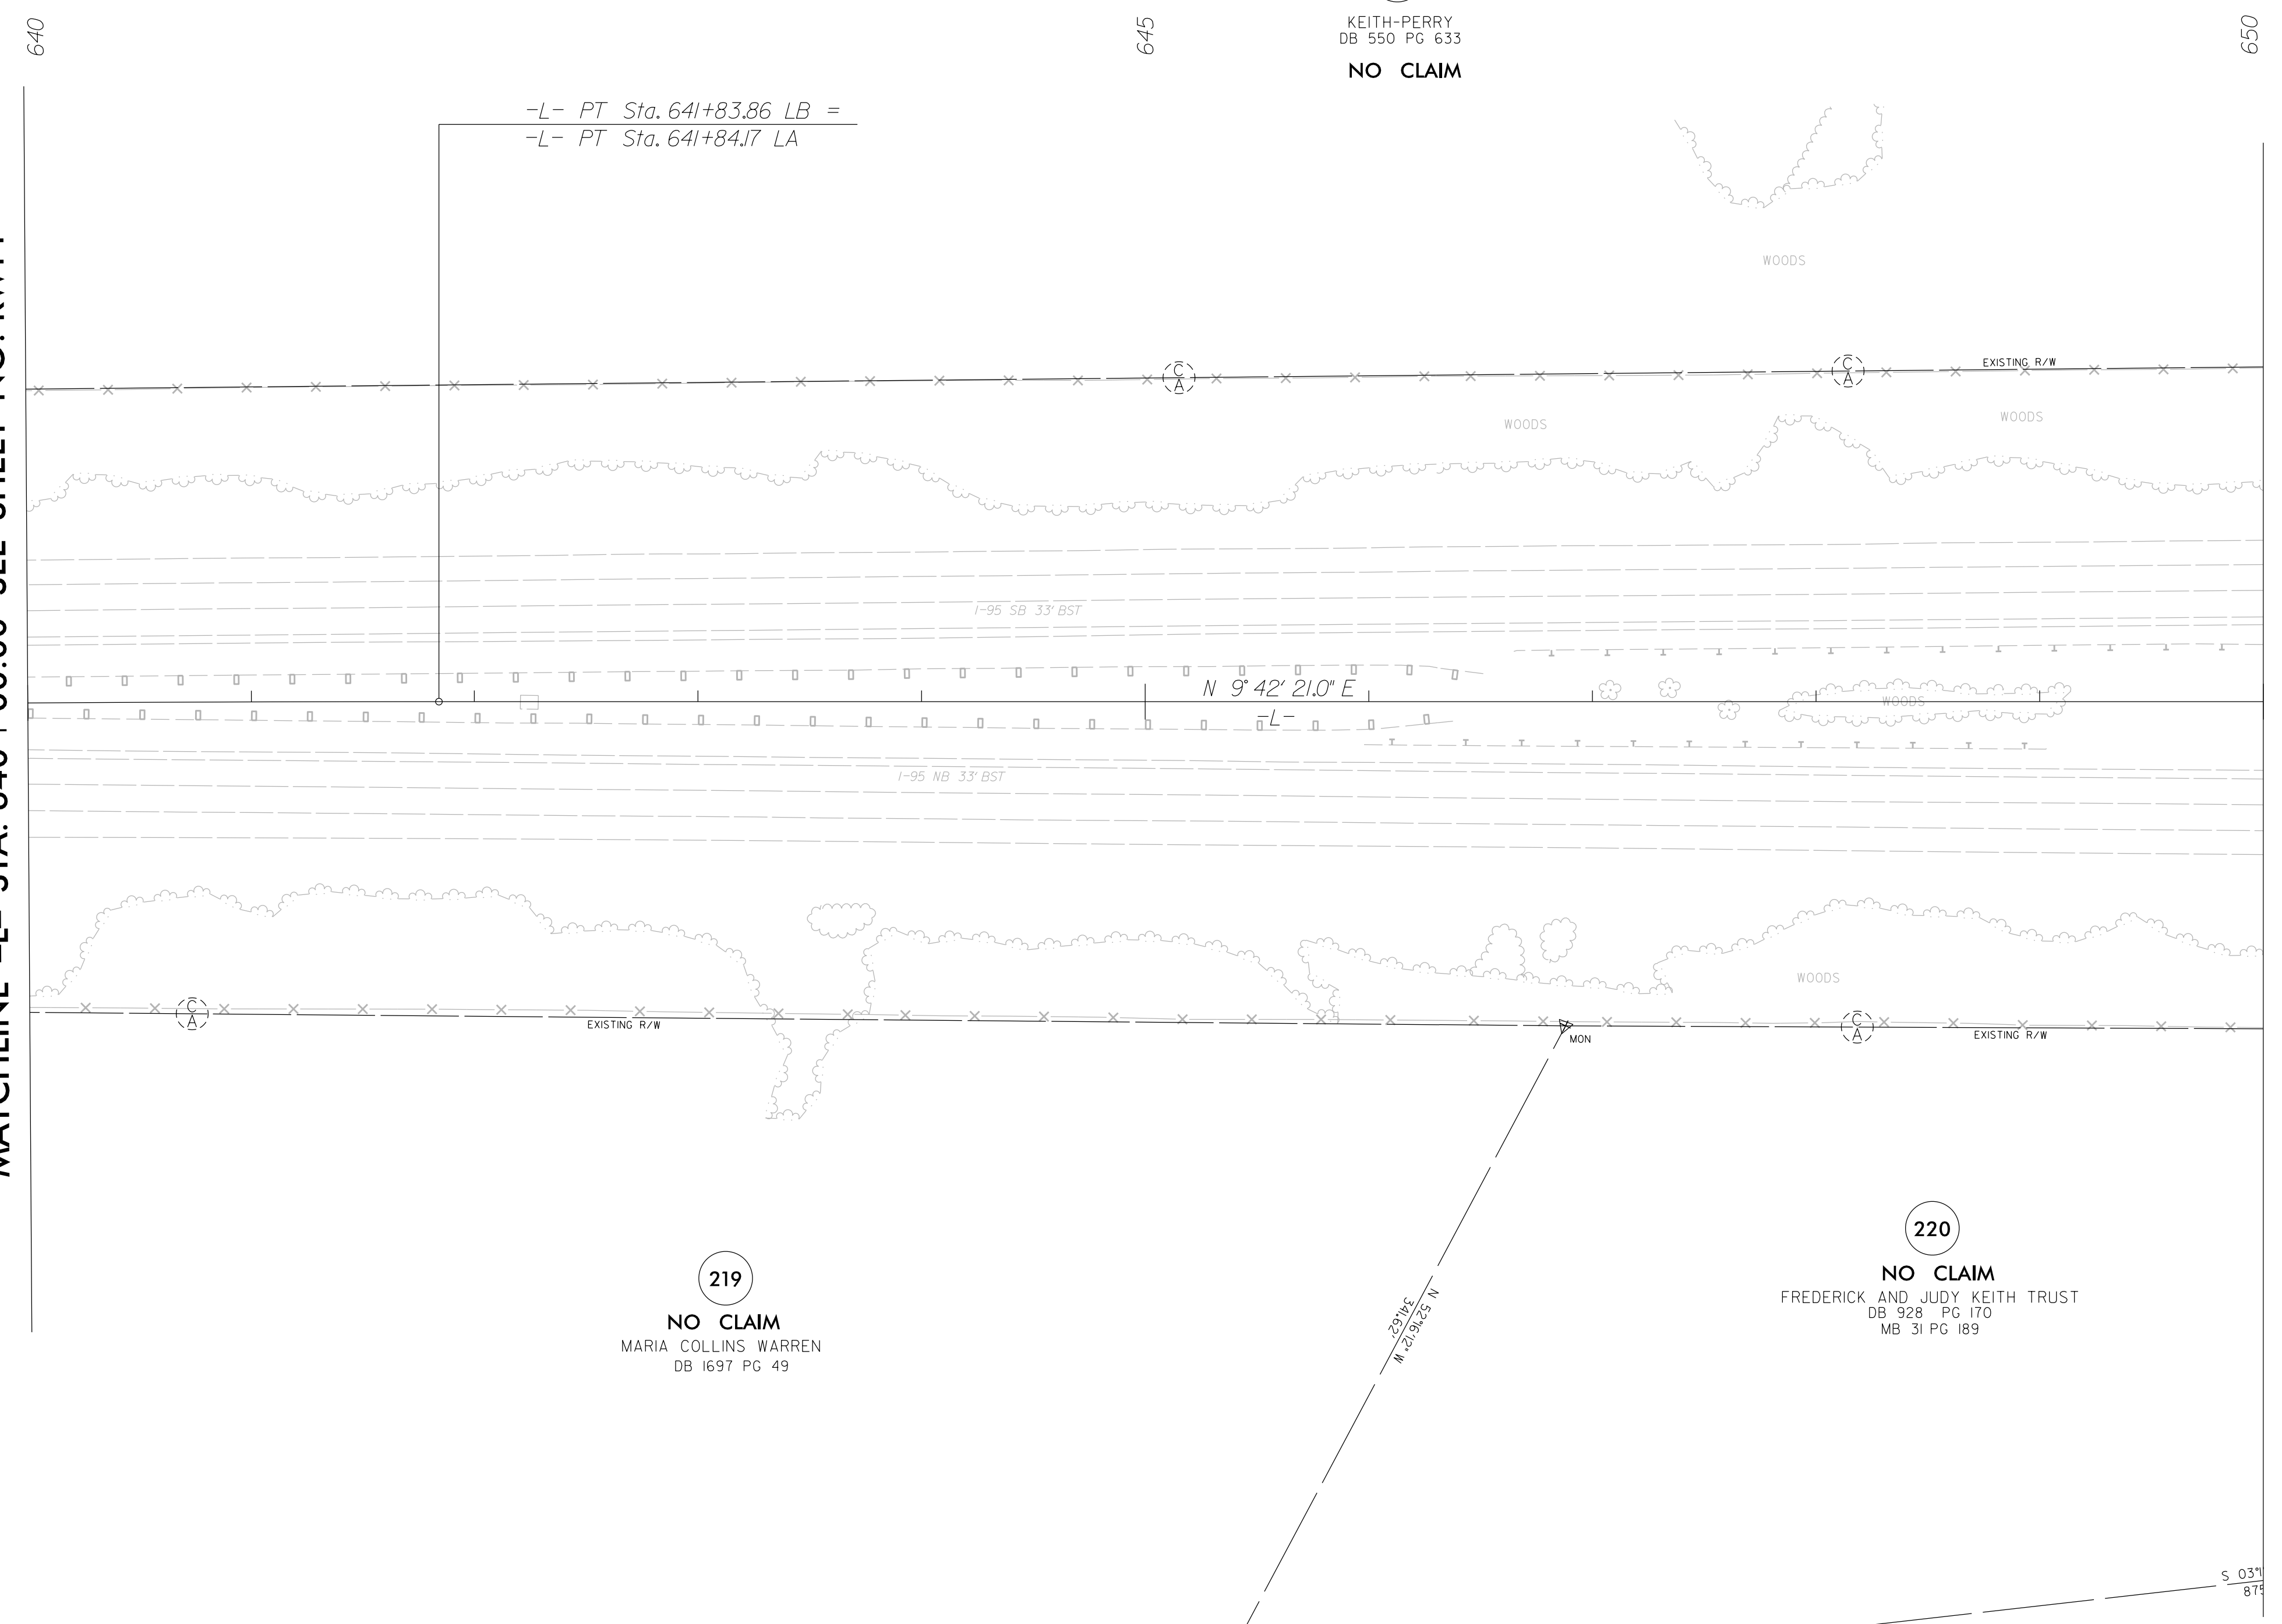 640
645
650
KEITH-PERRY
DB 550 PG 633
NO CLAIM
-L- PT Sta. 641+83.86 LB =
-L- PT Sta. 641+84.17 LA
WOODS
C
A
C
A
EXISTING R/W
WOODS
WOODS
I-95 SB 33' BST
N 9° 42' 21.0" E
-L-
WOODS
I-95 NB 33' BST
WOODS
C
A
EXISTING R/W
MON
C
A
EXISTING R/W
219
NO CLAIM
MARIA COLLINS WARREN
DB 1697 PG 49
N 52°16'12" W
341.62'
220
NO CLAIM
FREDERICK AND JUDY KEITH TRUST
DB 928 PG 170
MB 31 PG 189
S 03°1
875